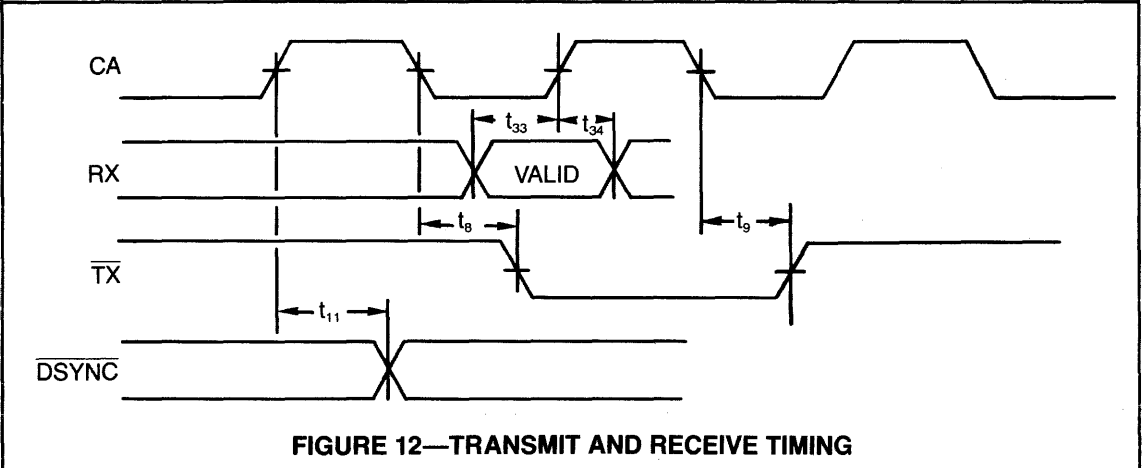 CA
t₃₃ t₃₄
RX VALID
t₈ t₉
TX
t₁₁
DSYNC
FIGURE 12—TRANSMIT AND RECEIVE TIMING